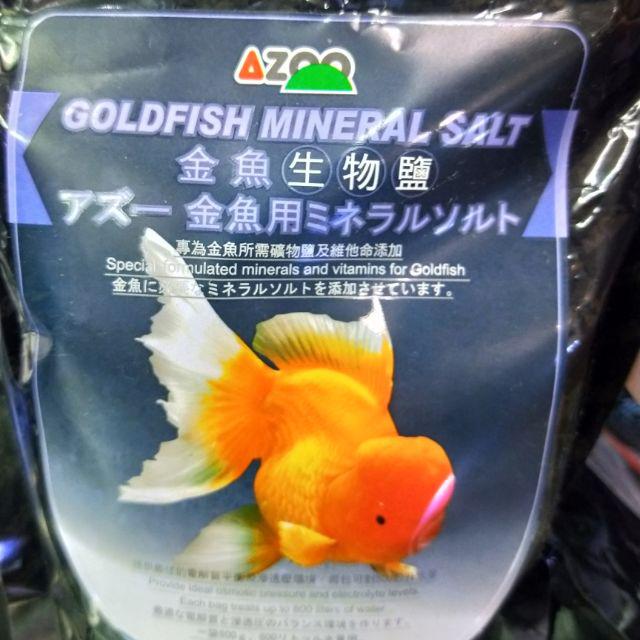 AZOO
GOLDFISH MINERAL SALT
金魚生物鹽
アズー 金魚用ミネラルソルト
專為金魚所需礦物鹽及維他命添加
Special formulated minerals and vitamins for Goldfish
金魚に なミネラルソルトを添加させています。
Provide ideal osmotic pressure and electrolyte levels.
Each bag treats up to 600 liters of water.